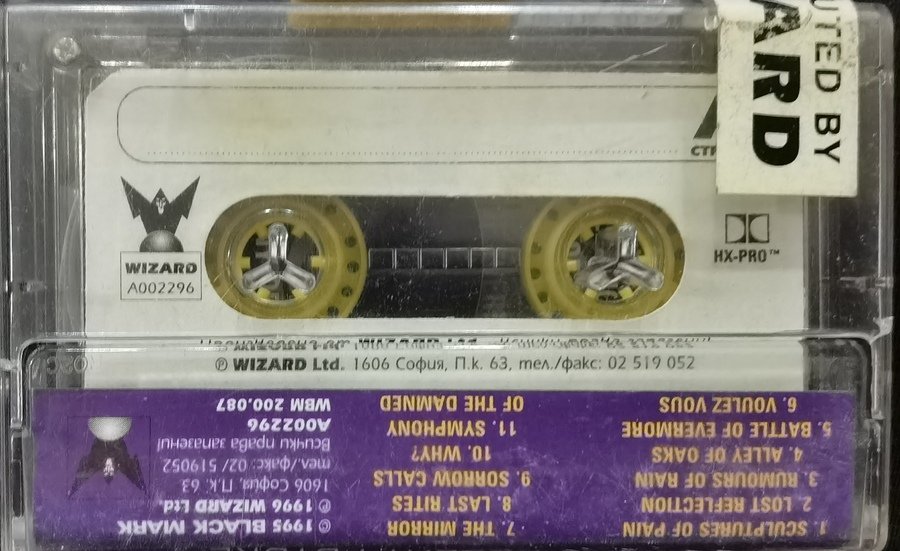 UTED BY
ARD
СТР
WIZARD
A002296
HX-PRO™
℗ WIZARD Ltd. 1606 София, П.к. 63, тел./факс: 02 519 052
1. SCULPTURES OF PAIN
2. LOST REFLECTION
3. RUMOURS OF RAIN
4. ALLEY OF OAKS
5. BATTLE OF EVERMORE
6. VOULEZ VOUS
7. THE MIRROR
8. LAST RITES
9. SORROW CALLS
10. WHY?
11. SYMPHONY
OF THE DAMNED
© 1995 BLACK MARK
℗ 1996 WIZARD Ltd.
1606 София, П.к. 63
тел/факс: 02/ 519052
Всички права запазени!
A002296
WBM 200.087